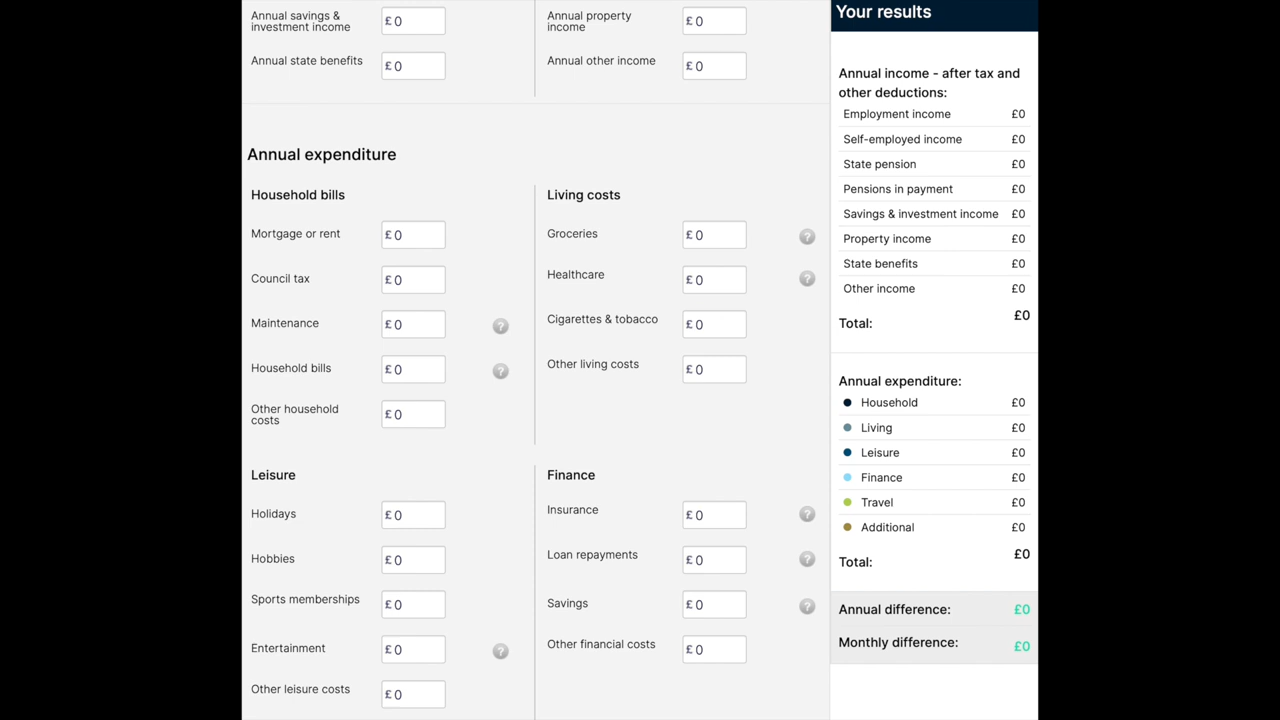 Annual savings &
investment income
£ 0
Annual property
income
£ 0
Annual state benefits
£ 0
Annual other income
£ 0
Annual expenditure
Household bills
Mortgage or rent
£ 0
Council tax
£ 0
Maintenance
£ 0
?
Household bills
£ 0
?
Other household
costs
£ 0
Living costs
Groceries
£ 0
?
Healthcare
£ 0
?
Cigarettes & tobacco
£ 0
Other living costs
£ 0
Leisure
Holidays
£ 0
Hobbies
£ 0
Sports memberships
£ 0
Entertainment
£ 0
?
Other leisure costs
£ 0
Finance
Insurance
£ 0
?
Loan repayments
£ 0
?
Savings
£ 0
?
Other financial costs
£ 0
Your results
Annual income - after tax and
other deductions:
Employment income £0
Self-employed income £0
State pension £0
Pensions in payment £0
Savings & investment income £0
Property income £0
State benefits £0
Other income £0
Total: £0
Annual expenditure:
Household £0
Living £0
Leisure £0
Finance £0
Travel £0
Additional £0
Total: £0
Annual difference: £0
Monthly difference: £0